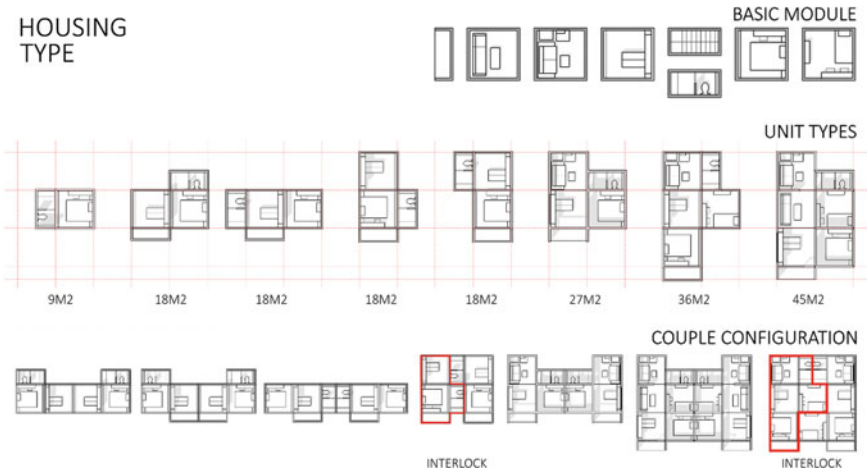 HOUSING
TYPE
BASIC MODULE
UNIT TYPES
9M2 18M2 18M2 18M2 18M2 27M2 36M2 45M2
COUPLE CONFIGURATION
INTERLOCK INTERLOCK